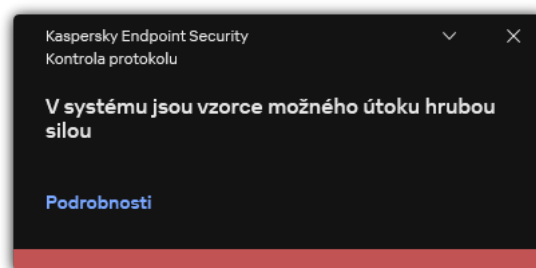 Kaspersky Endpoint Security
Kontrola protokolu
V systému jsou vzorce možného útoku hrubou
silou
Podrobnosti